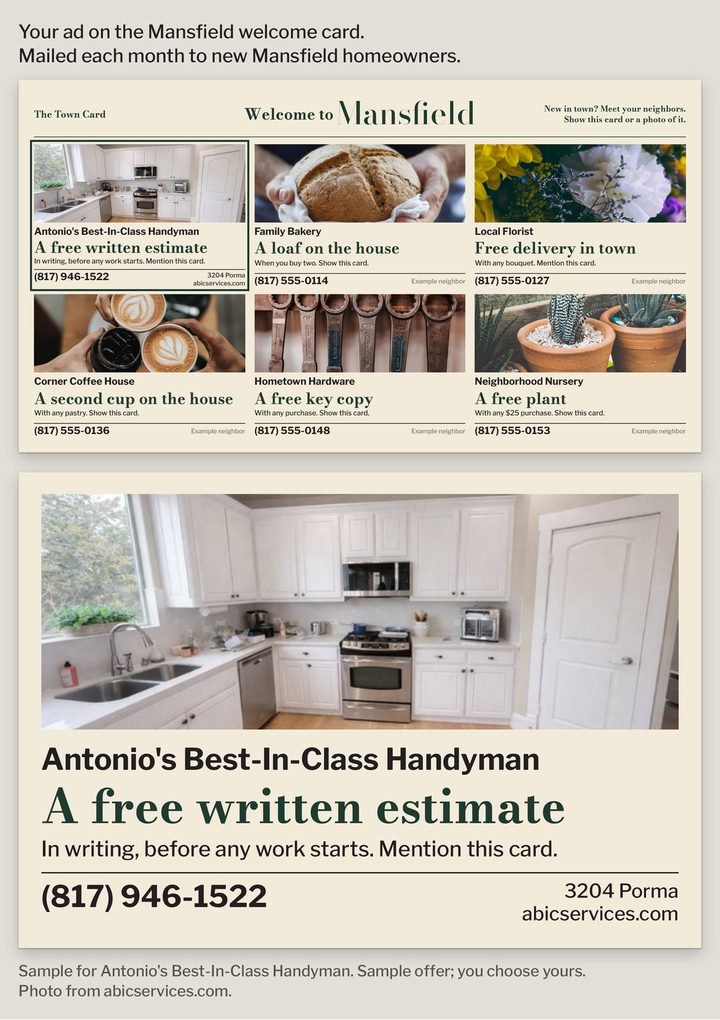 Your ad on the Mansfield welcome card.
Mailed each month to new Mansfield homeowners.
The Town Card
Welcome to Mansfield
New in town? Meet your neighbors.
Show this card or a photo of it.
Antonio's Best-In-Class Handyman
A free written estimate
In writing, before any work starts. Mention this card.
(817) 946-1522
3204 Porma
abicservices.com
Family Bakery
A loaf on the house
When you buy two. Show this card.
(817) 555-0114
Example neighbor
Local Florist
Free delivery in town
With any bouquet. Mention this card.
(817) 555-0127
Example neighbor
Corner Coffee House
A second cup on the house
With any pastry. Show this card.
(817) 555-0136
Example neighbor
Hometown Hardware
A free key copy
With any purchase. Show this card.
(817) 555-0148
Example neighbor
Neighborhood Nursery
A free plant
With any $25 purchase. Show this card.
(817) 555-0153
Example neighbor
Antonio's Best-In-Class Handyman
A free written estimate
In writing, before any work starts. Mention this card.
(817) 946-1522
3204 Porma
abicservices.com
Sample for Antonio's Best-In-Class Handyman. Sample offer; you choose yours.
Photo from abicservices.com.